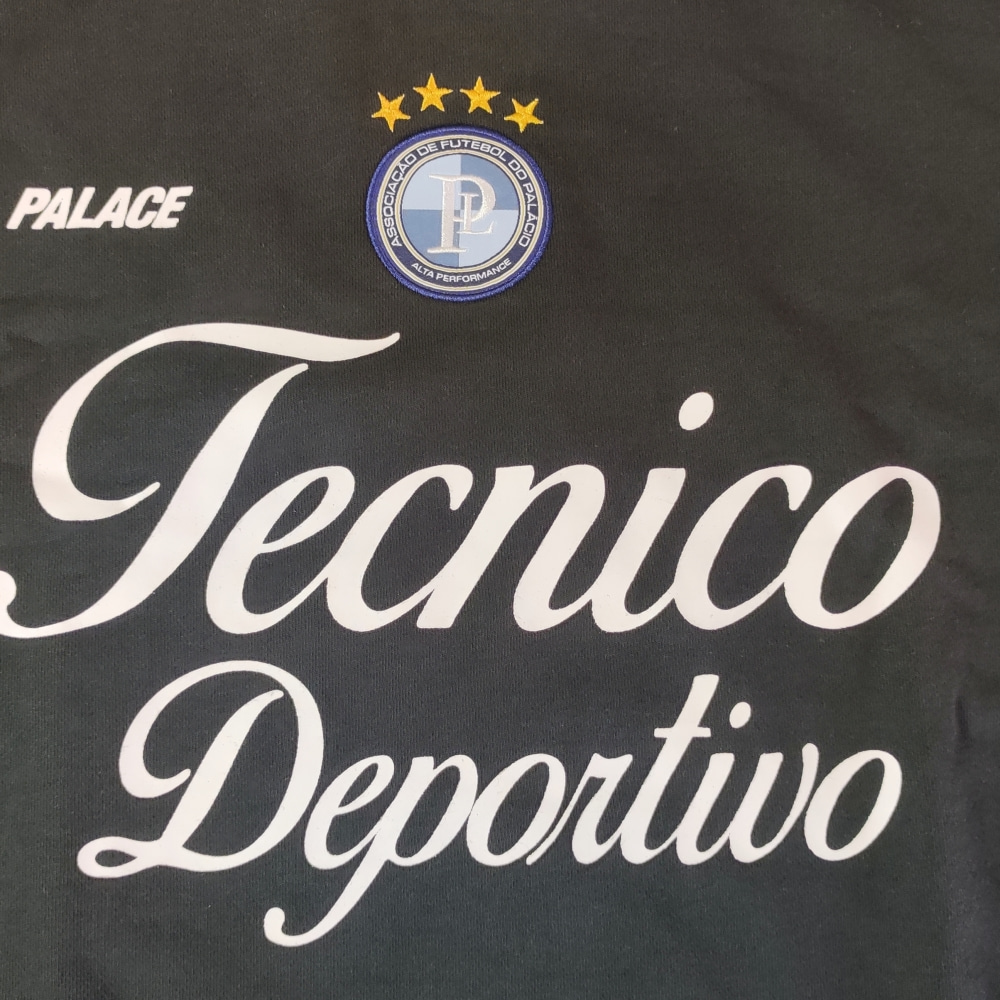 PALACE
ASSOCIAÇÃO DE FUTEBOL DO PALÁCIO
PL
ALTA PERFORMANCE
Tecnico
Deportivo